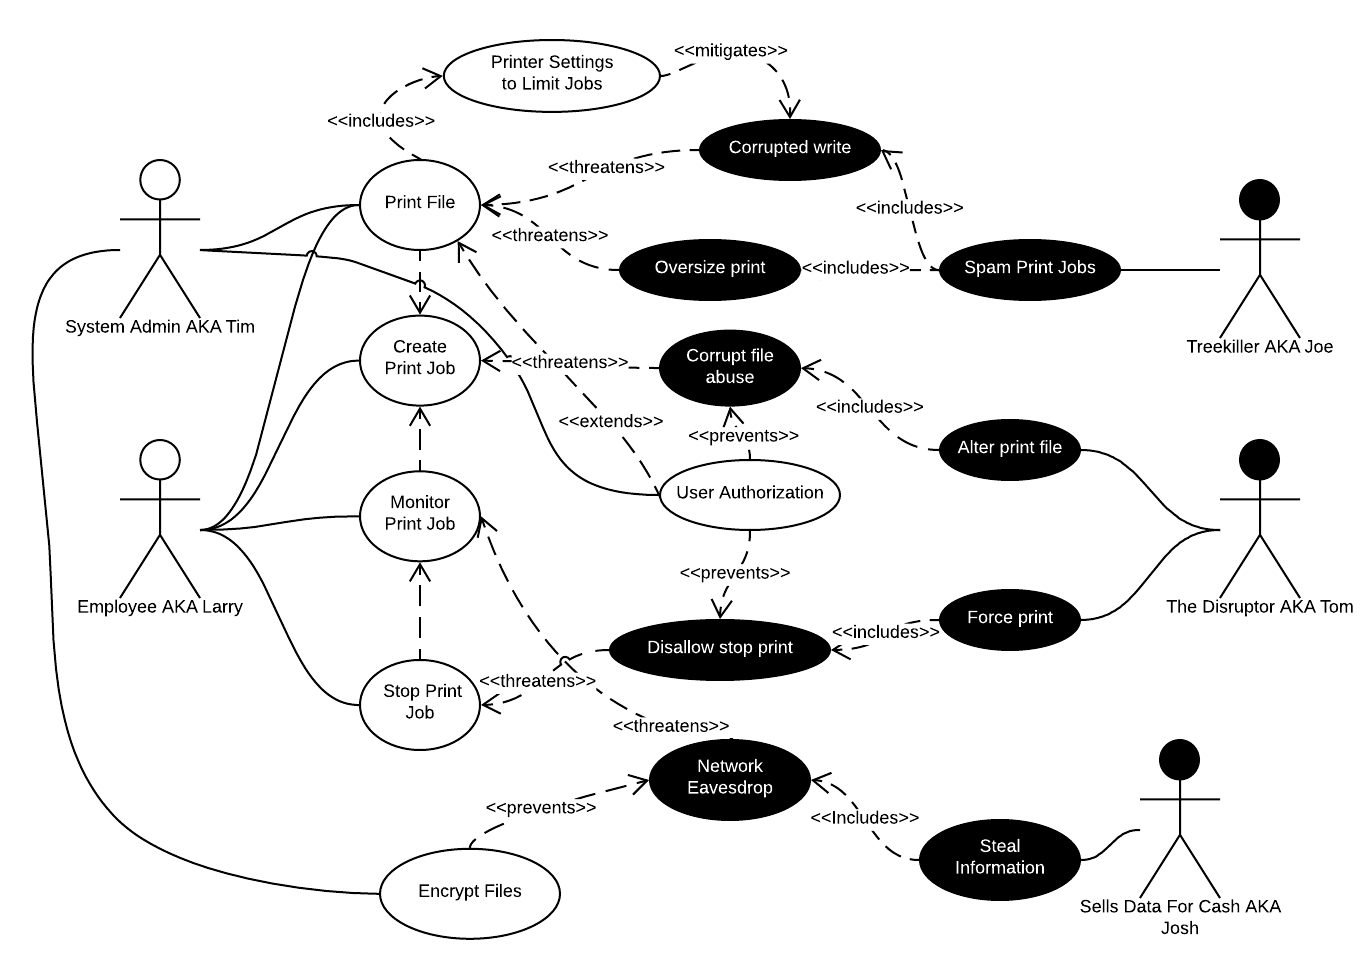 <<mitigates>>
Printer Settings
to Limit Jobs
<<includes>>
Corrupted write
<<threatens>>
Print File
<<includes>>
<<threatens>>
Oversize print
<<includes>>
Spam Print Jobs
System Admin AKA Tim
Treekiller AKA Joe
Create
Print Job
<<threatens>>
Corrupt file
abuse
<<includes>>
<<extends>>
<<prevents>>
Alter print file
Monitor
Print Job
User Authorization
<<prevents>>
Employee AKA Larry
The Disruptor AKA Tom
Force print
<<includes>>
Disallow stop print
<<threatens>>
Stop Print
Job
<<threatens>>
Network
Eavesdrop
<<prevents>>
<<Includes>>
Steal
Information
Encrypt Files
Sells Data For Cash AKA
Josh